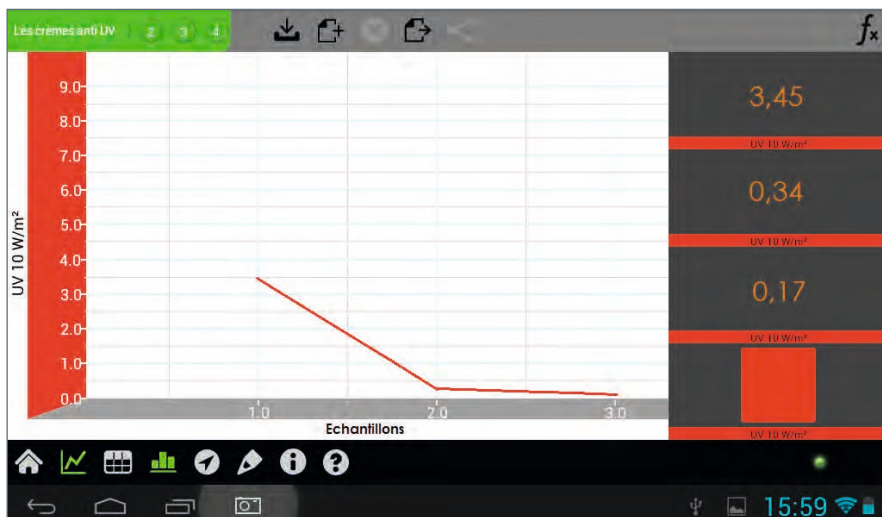 Les crèmes anti UV 2 3 4
fx
UV 10 W/m²
9.0
8.0
7.0
6.0
5.0
4.0
3.0
2.0
1.0
0.0
1.0 2.0 3.0
Echantillons
3,45
UV 10 W/m²
0,34
UV 10 W/m²
0,17
UV 10 W/m²
UV 10 W/m²
15:59